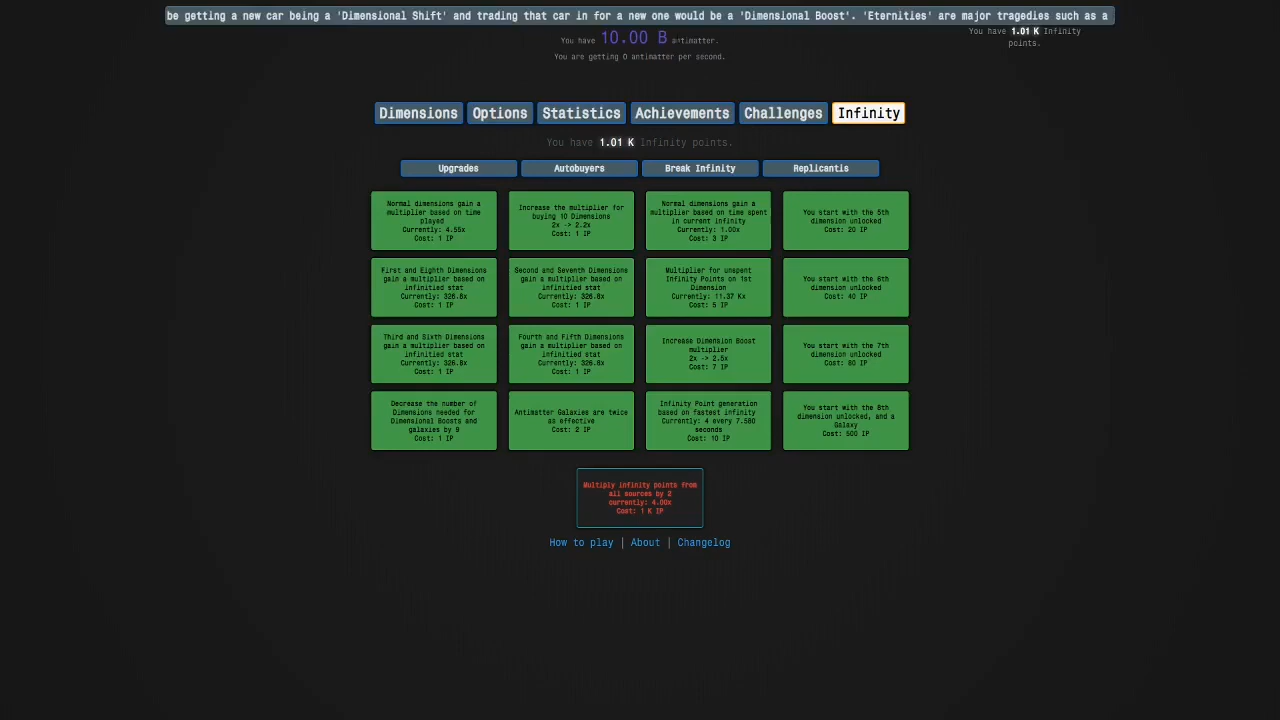 be getting a new car being a 'Dimensional Shift' and trading that car in for a new one would be a 'Dimensional Boost'. 'Eternities' are major tragedies such as a
You have 10.00 B antimatter.
You have 1.01 K Infinity
points.
You are getting 0 antimatter per second.
Dimensions Options Statistics Achievements Challenges Infinity
You have 1.01 K Infinity points.
Upgrades Autobuyers Break Infinity Replicantis
Normal dimensions gain a
multiplier based on time
played
Currently: 4.55x
Cost: 1 IP
Increase the multiplier for
buying 10 Dimensions
2x -> 2.2x
Cost: 1 IP
Normal dimensions gain a
multiplier based on time spent
in current infinity
Currently: 1.00x
Cost: 3 IP
You start with the 5th
dimension unlocked
Cost: 20 IP
First and Eighth Dimensions
gain a multiplier based on
infinitied stat
Currently: 326.8x
Cost: 1 IP
Second and Seventh Dimensions
gain a multiplier based on
infinitied stat
Currently: 326.8x
Cost: 1 IP
Multiplier for unspent
Infinity Points on 1st
Dimension
Currently: 11.37 Kx
Cost: 5 IP
You start with the 6th
dimension unlocked
Cost: 40 IP
Third and Sixth Dimensions
gain a multiplier based on
infinitied stat
Currently: 326.8x
Cost: 1 IP
Fourth and Fifth Dimensions
gain a multiplier based on
infinitied stat
Currently: 326.8x
Cost: 1 IP
Increase Dimension Boost
multiplier
2x -> 2.5x
Cost: 7 IP
You start with the 7th
dimension unlocked
Cost: 80 IP
Decrease the number of
Dimensions needed for
Dimensional Boosts and
galaxies by 9
Cost: 1 IP
Antimatter Galaxies are twice
as effective
Cost: 2 IP
Infinity Point generation
based on fastest infinity
Currently: 4 every 7.580
seconds
Cost: 10 IP
You start with the 8th
dimension unlocked, and a
Galaxy
Cost: 500 IP
Multiply infinity points from
all sources by 2
currently: 4.00x
Cost: 1 K IP
How to play | About | Changelog